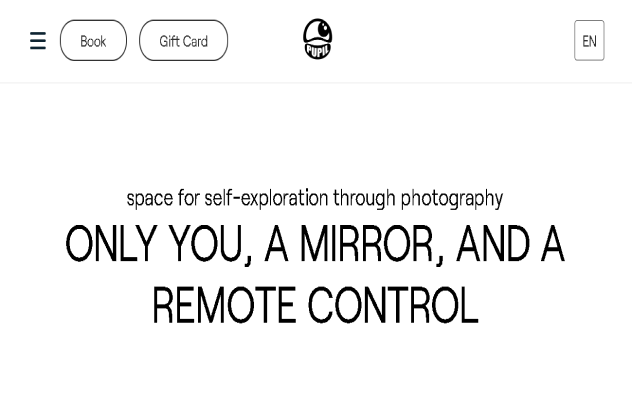 Book
Gift Card
PUPIL
EN
space for self-exploration through photography
ONLY YOU, A MIRROR, AND A
REMOTE CONTROL